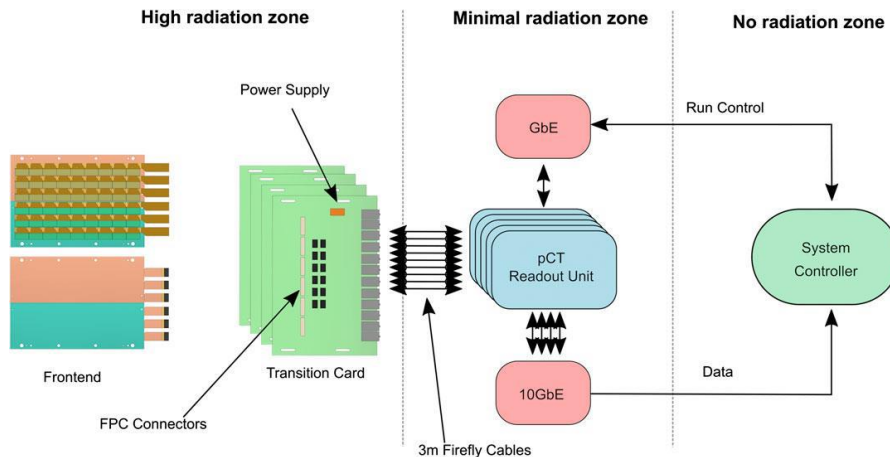 High radiation zone
Minimal radiation zone
No radiation zone
Power Supply
GbE
Run Control
pCT
Readout Unit
System
Controller
Frontend
Transition Card
FPC Connectors
10GbE
Data
3m Firefly Cables